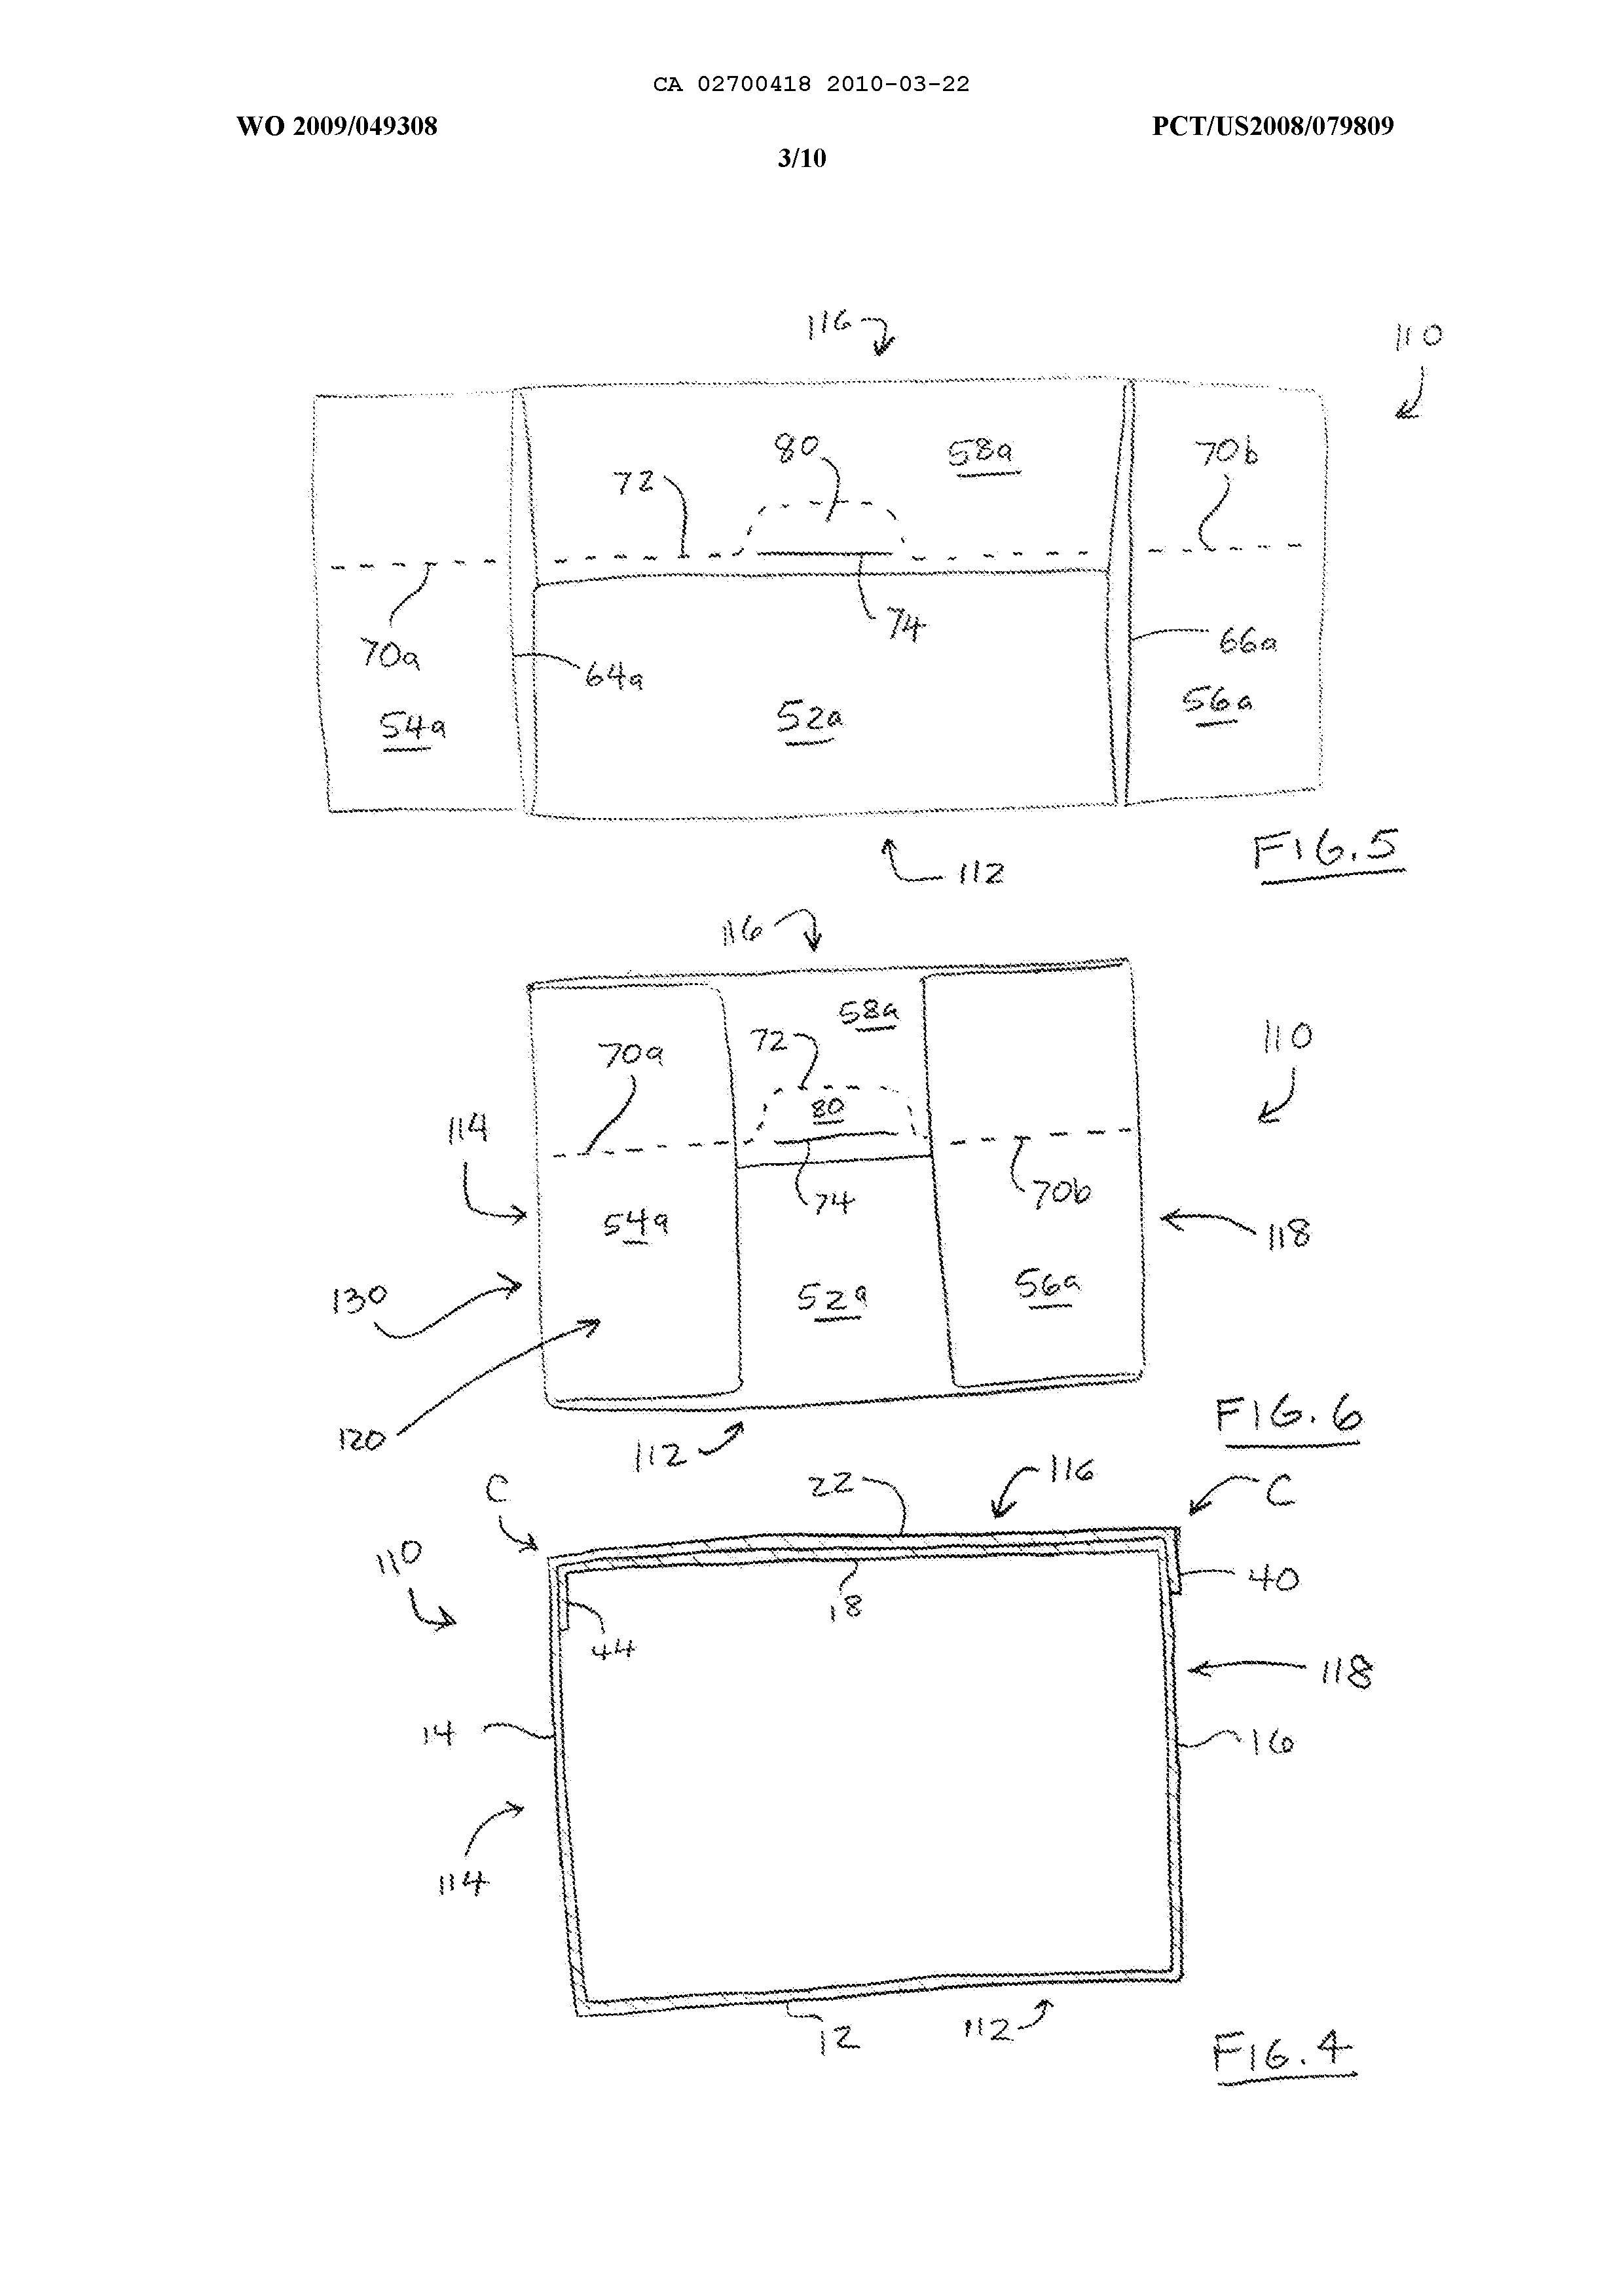 CA 02700418 2010-03-22
WO 2009/049308 PCT/US2008/079809
3/10
116
110
80
58a
70b
72
74
70a
64a
66a
54a
52a
56a
112
FIG. 5
116
58a
72
70a
110
80
114
74
70b
54a
118
130
52a
56a
120
112
FIG. 6
C
22
116
C
110
40
18
44
118
14
16
114
12
112
FIG. 4